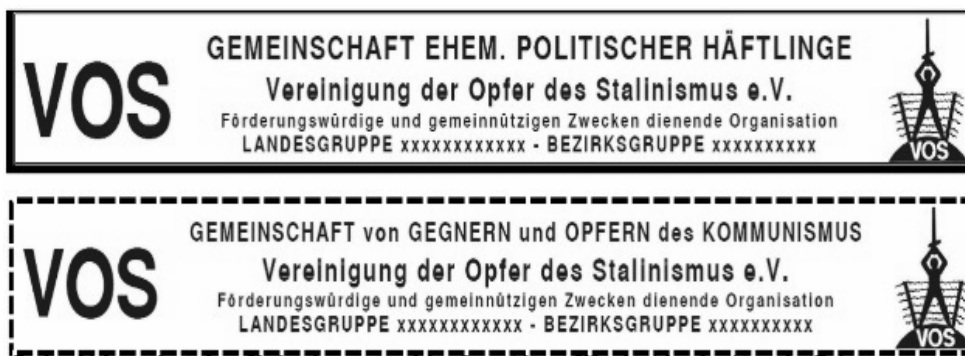 VOS
GEMEINSCHAFT EHEM. POLITISCHER HÄFTLINGE
Vereinigung der Opfer des Stalinismus e.V.
Förderungswürdige und gemeinnützigen Zwecken dienende Organisation
LANDESGRUPPE xxxxxxxxxxxx - BEZIRKSGRUPPE xxxxxxxxxx
VOS
VOS
GEMEINSCHAFT von GEGNERN und OPFERN des KOMMUNISMUS
Vereinigung der Opfer des Stalinismus e.V.
Förderungswürdige und gemeinnützigen Zwecken dienende Organisation
LANDESGRUPPE xxxxxxxxxxxx - BEZIRKSGRUPPE xxxxxxxxxx
VOS